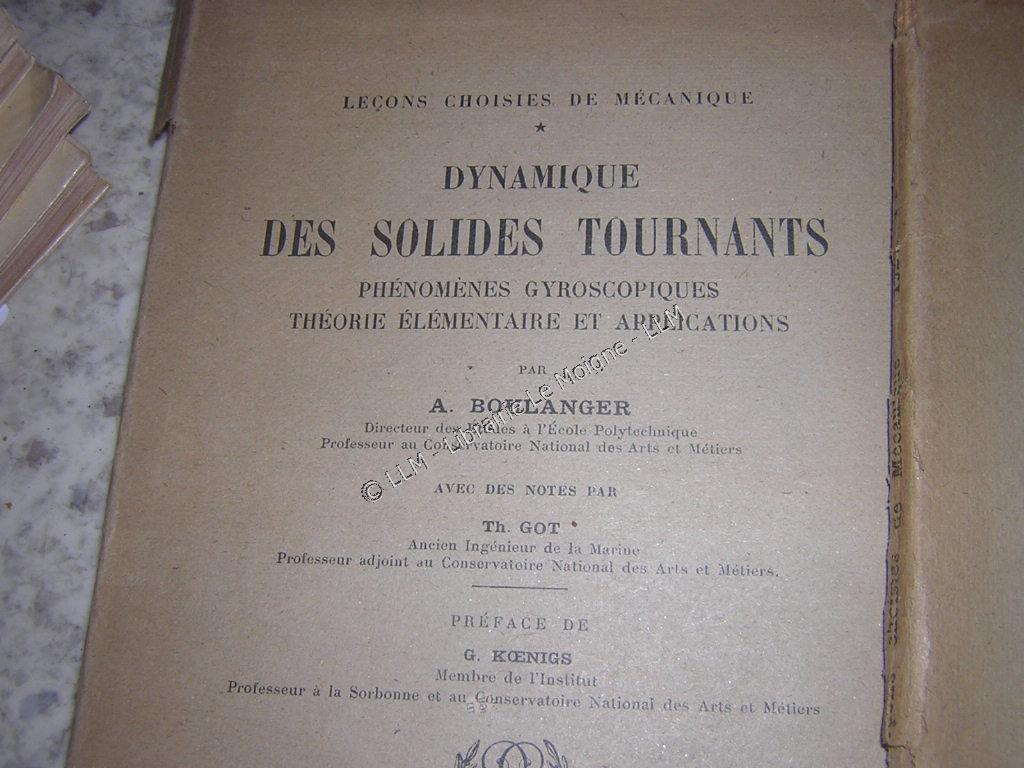 LEÇONS CHOISIES DE MÉCANIQUE
★
DYNAMIQUE
DES SOLIDES TOURNANTS
PHÉNOMÈNES GYROSCOPIQUES
THÉORIE ÉLÉMENTAIRE ET APPLICATIONS
PAR
A. BOULANGER
Directeur des Études à l'École Polytechnique
Professeur au Conservatoire National des Arts et Métiers
AVEC DES NOTES PAR
Th. GOT
Ancien Ingénieur de la Marine
Professeur adjoint au Conservatoire National des Arts et Métiers.
PRÉFACE DE
G. KŒNIGS
Membre de l'Institut
Professeur à la Sorbonne et au Conservatoire National des Arts et Métiers
© LLM - Librairie Le Moigne - LLM
de Mécanique